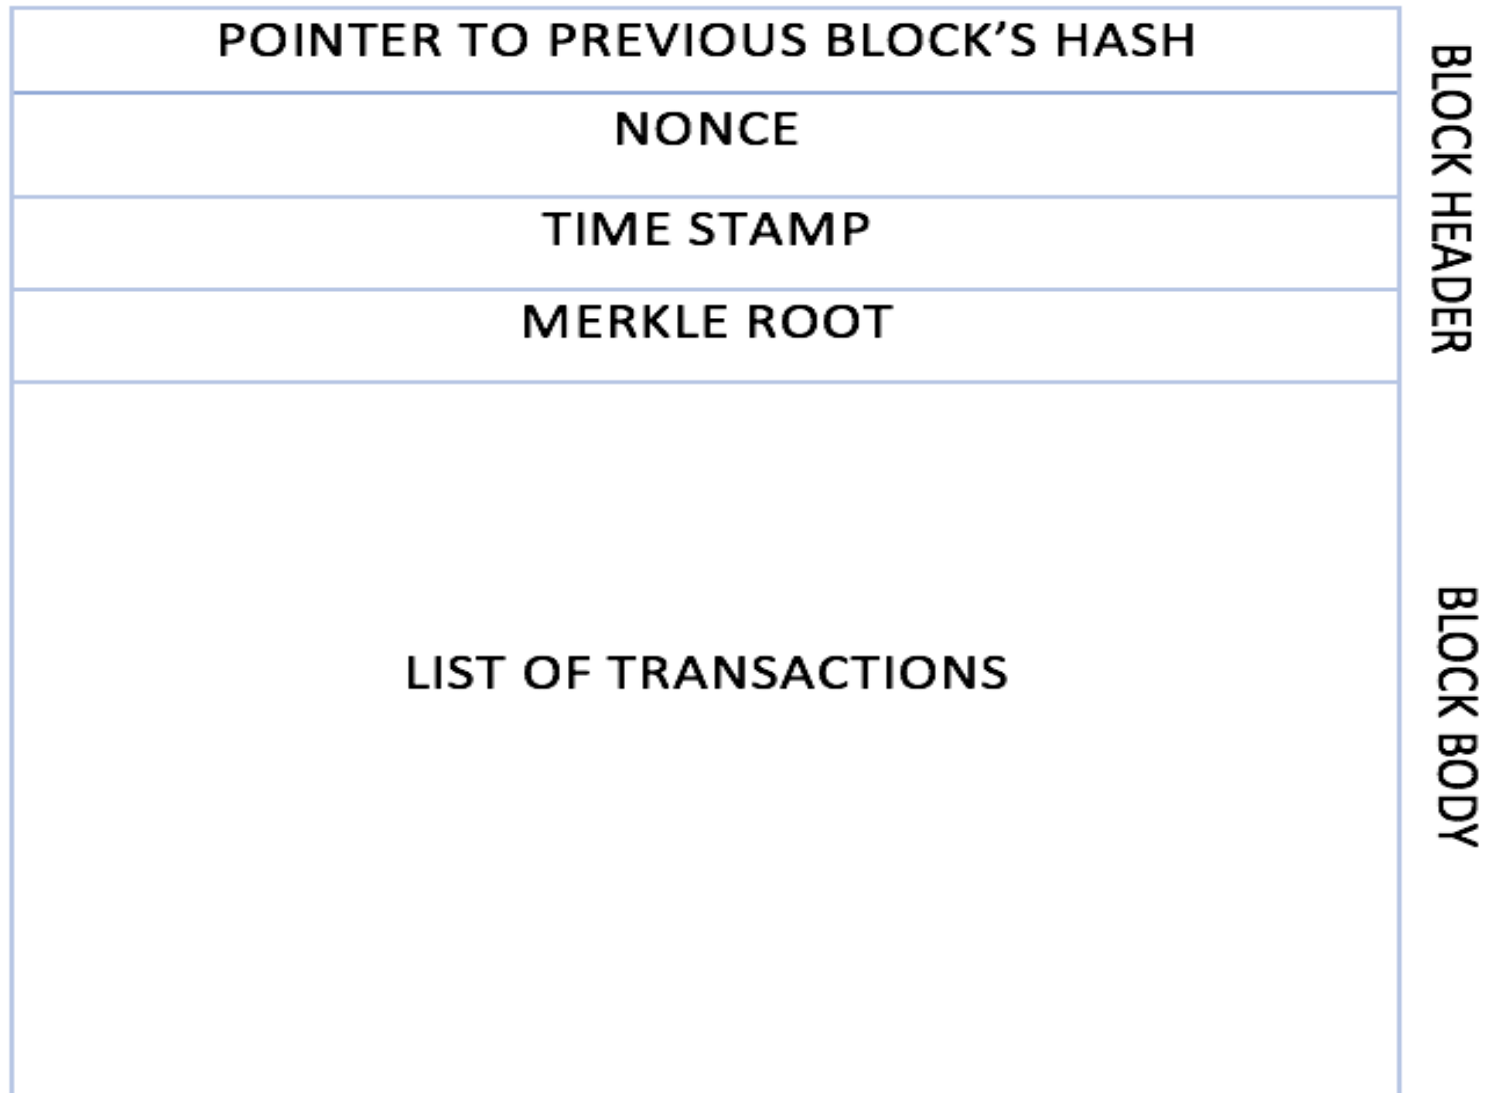 POINTER TO PREVIOUS BLOCK’S HASH
NONCE
TIME STAMP
MERKLE ROOT
BLOCK HEADER
LIST OF TRANSACTIONS
BLOCK BODY